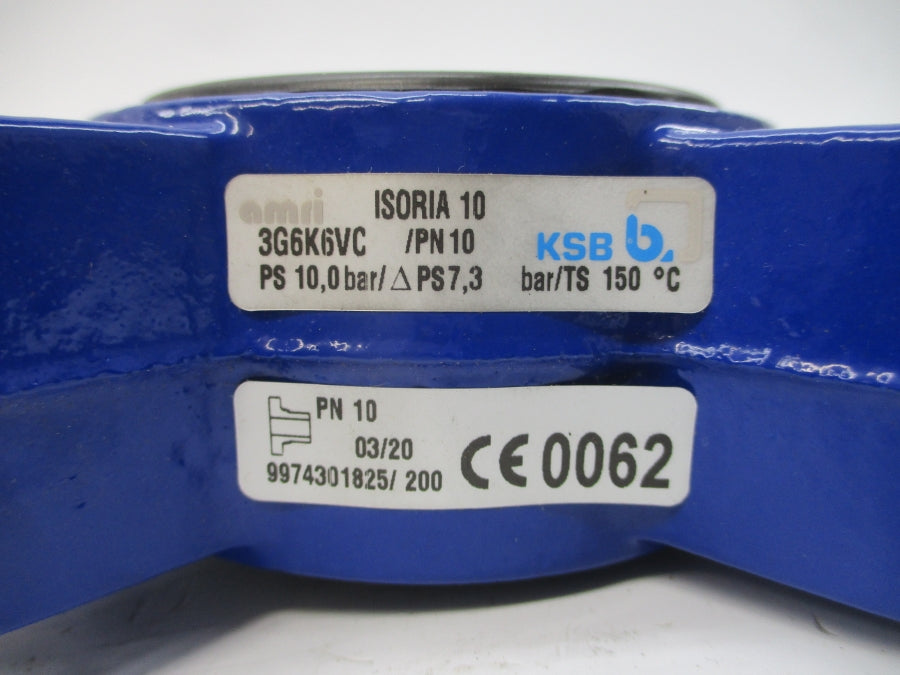 amri ISORIA 10
3G6K6VC /PN 10
KSB b.
PS 10,0 bar/ Δ PS 7,3 bar/TS 150 °C
PN 10
03/20
9974301825/ 200
CE 0062